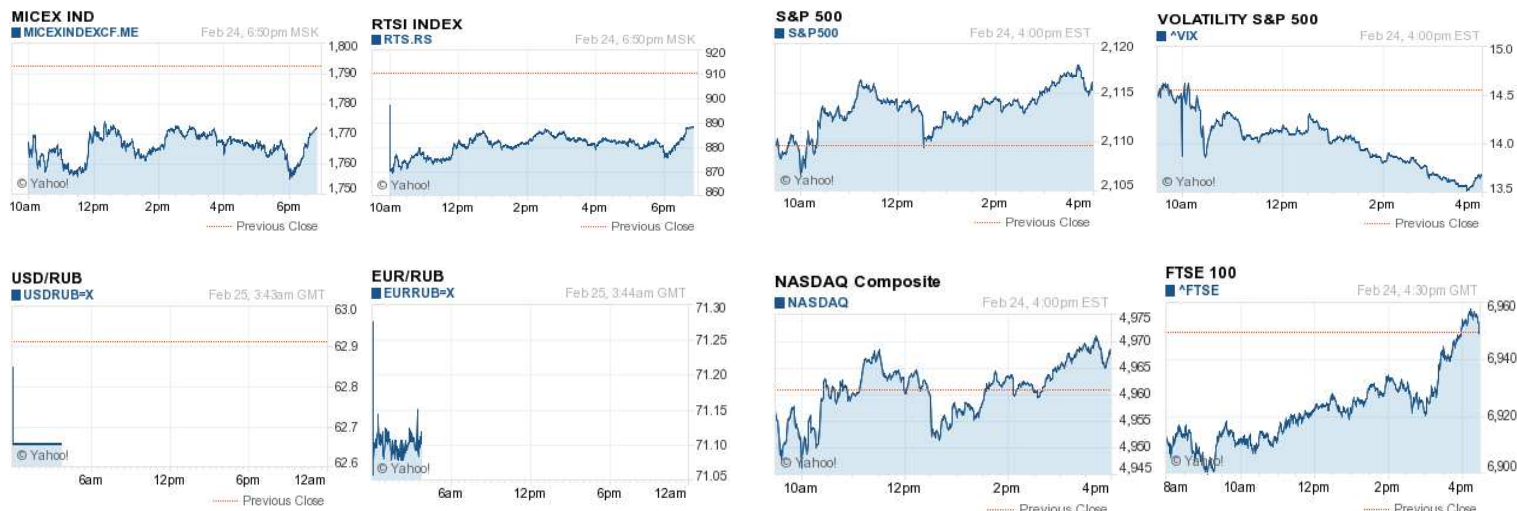 MICEX IND
MICEXINDEXCF.ME Feb 24, 6:50pm MSK
1,800
1,790
1,780
1,770
1,760
1,750
© Yahoo!
10am 12pm 2pm 4pm 6pm
Previous Close
RTSI INDEX
RTS.RS Feb 24, 6:50pm MSK
920
910
900
890
880
870
860
© Yahoo!
10am 12pm 2pm 4pm 6pm
Previous Close
S&P 500
S&P500 Feb 24, 4:00pm EST
2,120
2,115
2,110
2,105
© Yahoo!
10am 12pm 2pm 4pm
Previous Close
VOLATILITY S&P 500
^VIX Feb 24, 4:00pm EST
15.0
14.5
14.0
13.5
© Yahoo!
10am 12pm 2pm 4pm
Previous Close
USD/RUB
USDRUB=X Feb 25, 3:43am GMT
63.0
62.9
62.8
62.7
62.6
© Yahoo!
6am 12pm 6pm 12am
Previous Close
EUR/RUB
EURRUB=X Feb 25, 3:44am GMT
71.30
71.25
71.20
71.15
71.10
71.05
© Yahoo!
6am 12pm 6pm 12am
NASDAQ Composite
NASDAQ Feb 24, 4:00pm EST
4,975
4,970
4,965
4,960
4,955
4,950
4,945
© Yahoo!
10am 12pm 2pm 4pm
Previous Close
FTSE 100
^FTSE Feb 24, 4:30pm GMT
6,960
6,940
6,920
6,900
© Yahoo!
8am 10am 12pm 2pm 4pm
Previous Close